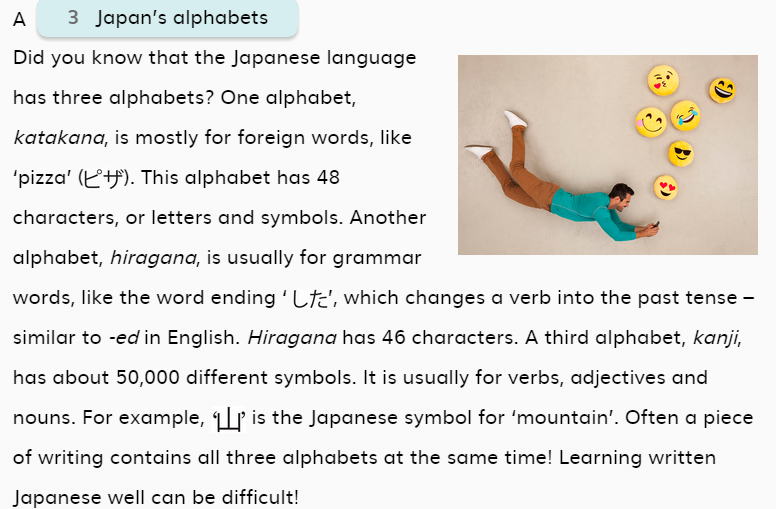 A 3 Japan’s alphabets
Did you know that the Japanese language
has three alphabets? One alphabet,
katakana, is mostly for foreign words, like
‘pizza’ (ピザ). This alphabet has 48
characters, or letters and symbols. Another
alphabet, hiragana, is usually for grammar
words, like the word ending ‘ した’, which changes a verb into the past tense –
similar to -ed in English. Hiragana has 46 characters. A third alphabet, kanji,
has about 50,000 different symbols. It is usually for verbs, adjectives and
nouns. For example, ‘山’ is the Japanese symbol for ‘mountain’. Often a piece
of writing contains all three alphabets at the same time! Learning written
Japanese well can be difficult!